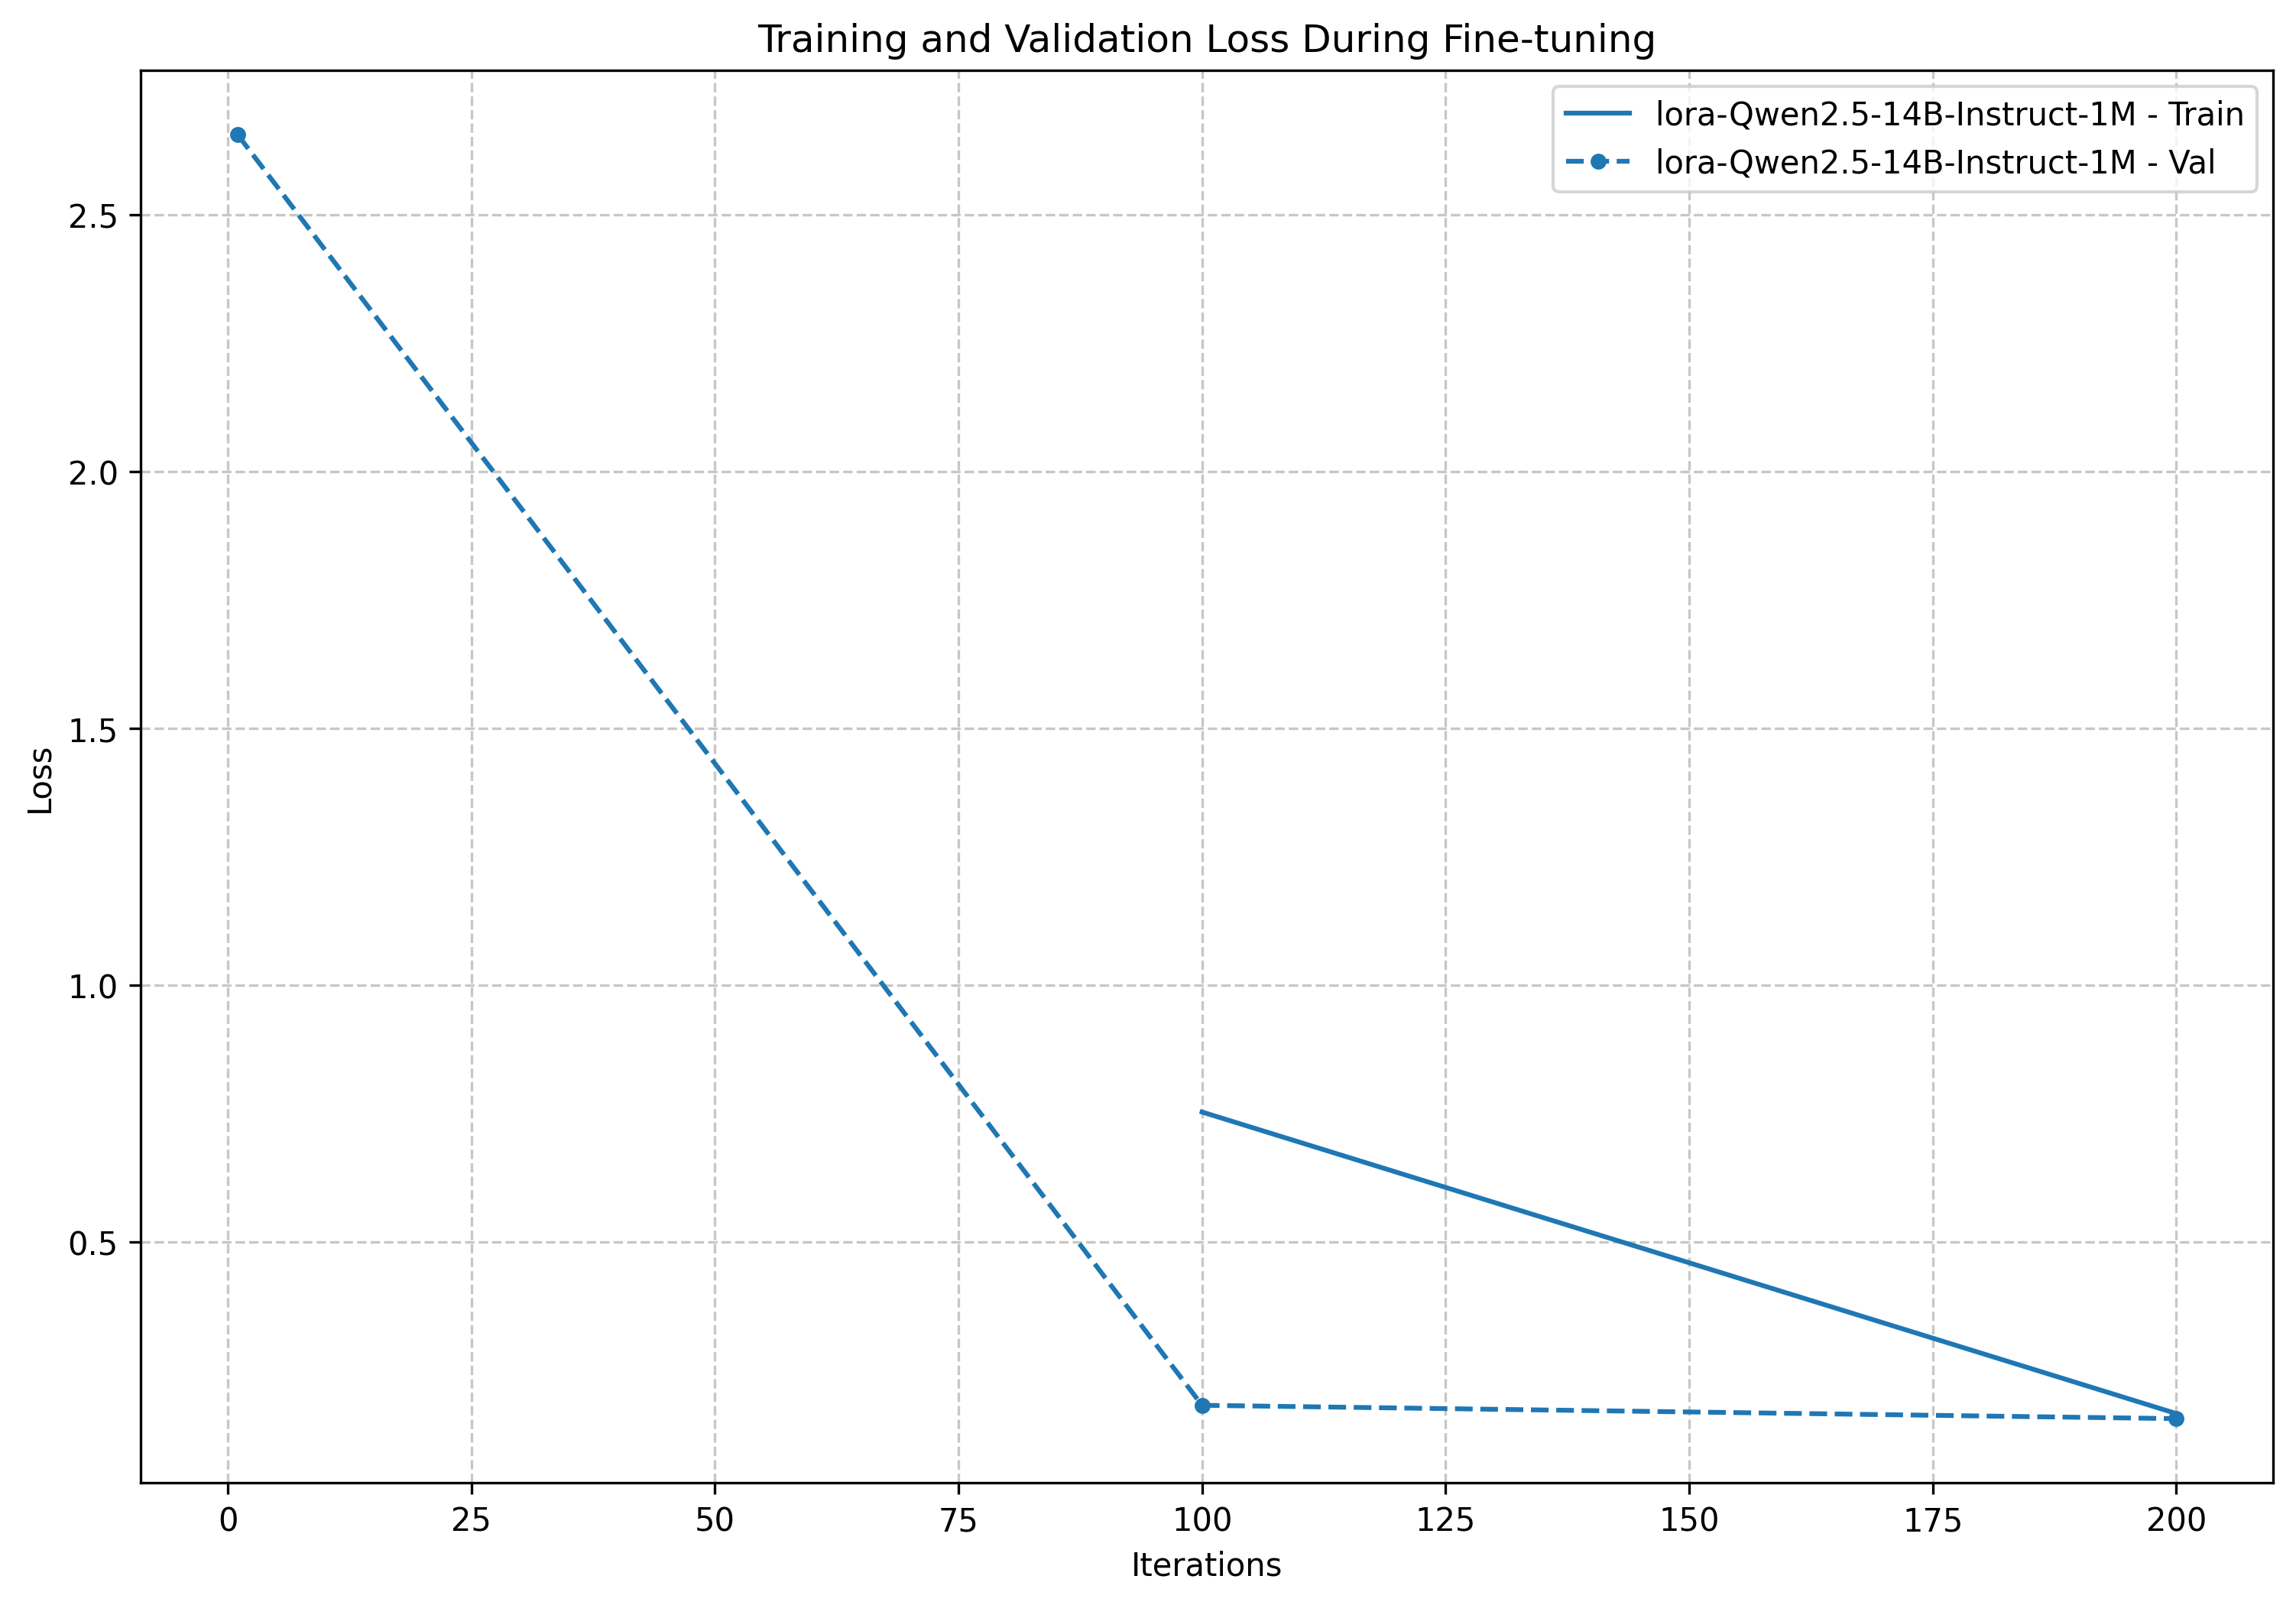 Training and Validation Loss During Fine-tuning
lora-Qwen2.5-14B-Instruct-1M - Train
lora-Qwen2.5-14B-Instruct-1M - Val
2.5
2.0
1.5
1.0
0.5
Loss
0 25 50 75 100 125 150 175 200
Iterations